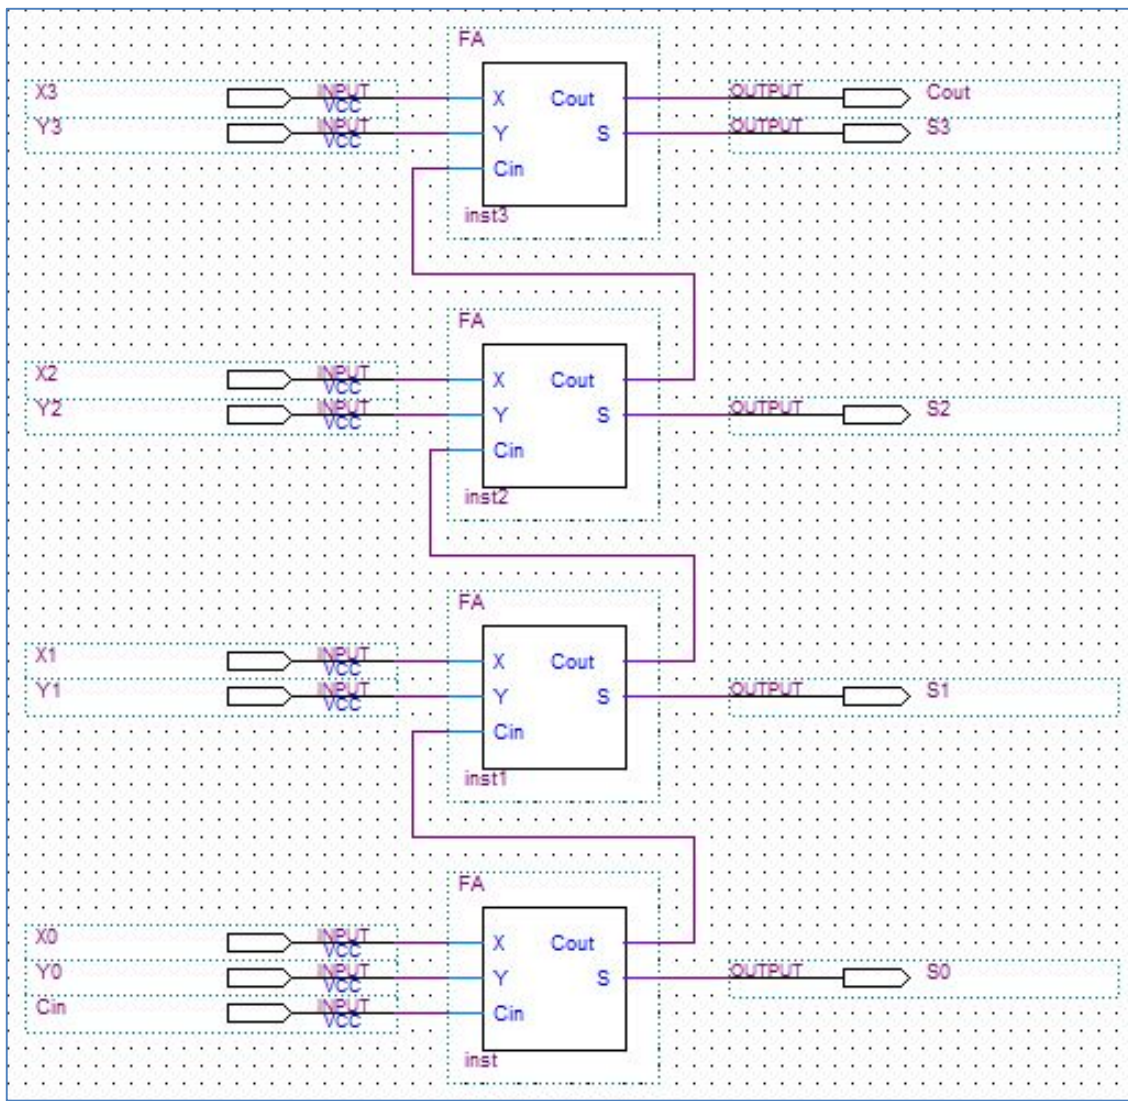 FA
X3 INPUT VCC X Cout OUTPUT Cout
Y3 INPUT VCC Y S OUTPUT S3
Cin
inst3
FA
X2 INPUT VCC X Cout
Y2 INPUT VCC Y S OUTPUT S2
Cin
inst2
FA
X1 INPUT VCC X Cout
Y1 INPUT VCC Y S OUTPUT S1
Cin
inst1
FA
X0 INPUT VCC X Cout
Y0 INPUT VCC Y S OUTPUT S0
Cin INPUT VCC Cin
inst